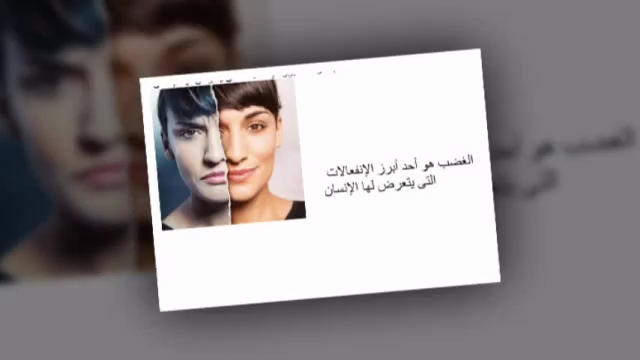 الغضب هو أحد أبرز الإنفعالات
التى يتعرض لها الإنسان